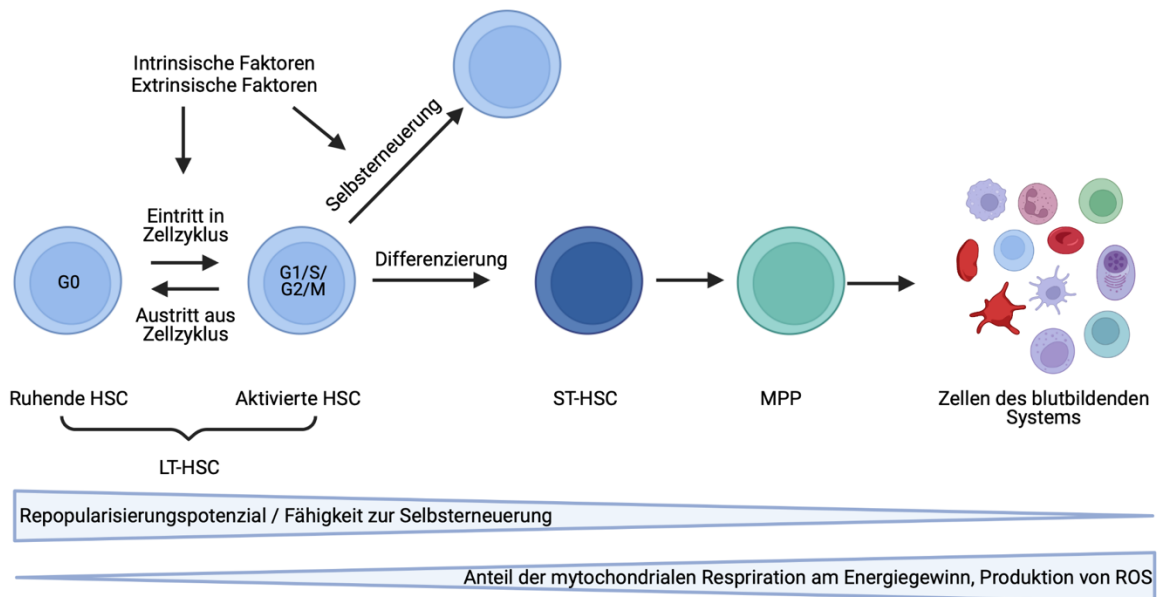 Intrinsische Faktoren
Extrinsische Faktoren
Selbsterneuerung
Eintritt in
Zellzyklus
G0
G1/S/
G2/M
Differenzierung
Austritt aus
Zellzyklus
Ruhende HSC
Aktivierte HSC
ST-HSC
MPP
Zellen des blutbildenden
Systems
LT-HSC
Repopularisierungspotenzial / Fähigkeit zur Selbsterneuerung
Anteil der mytochondrialen Respriration am Energiegewinn, Produktion von ROS